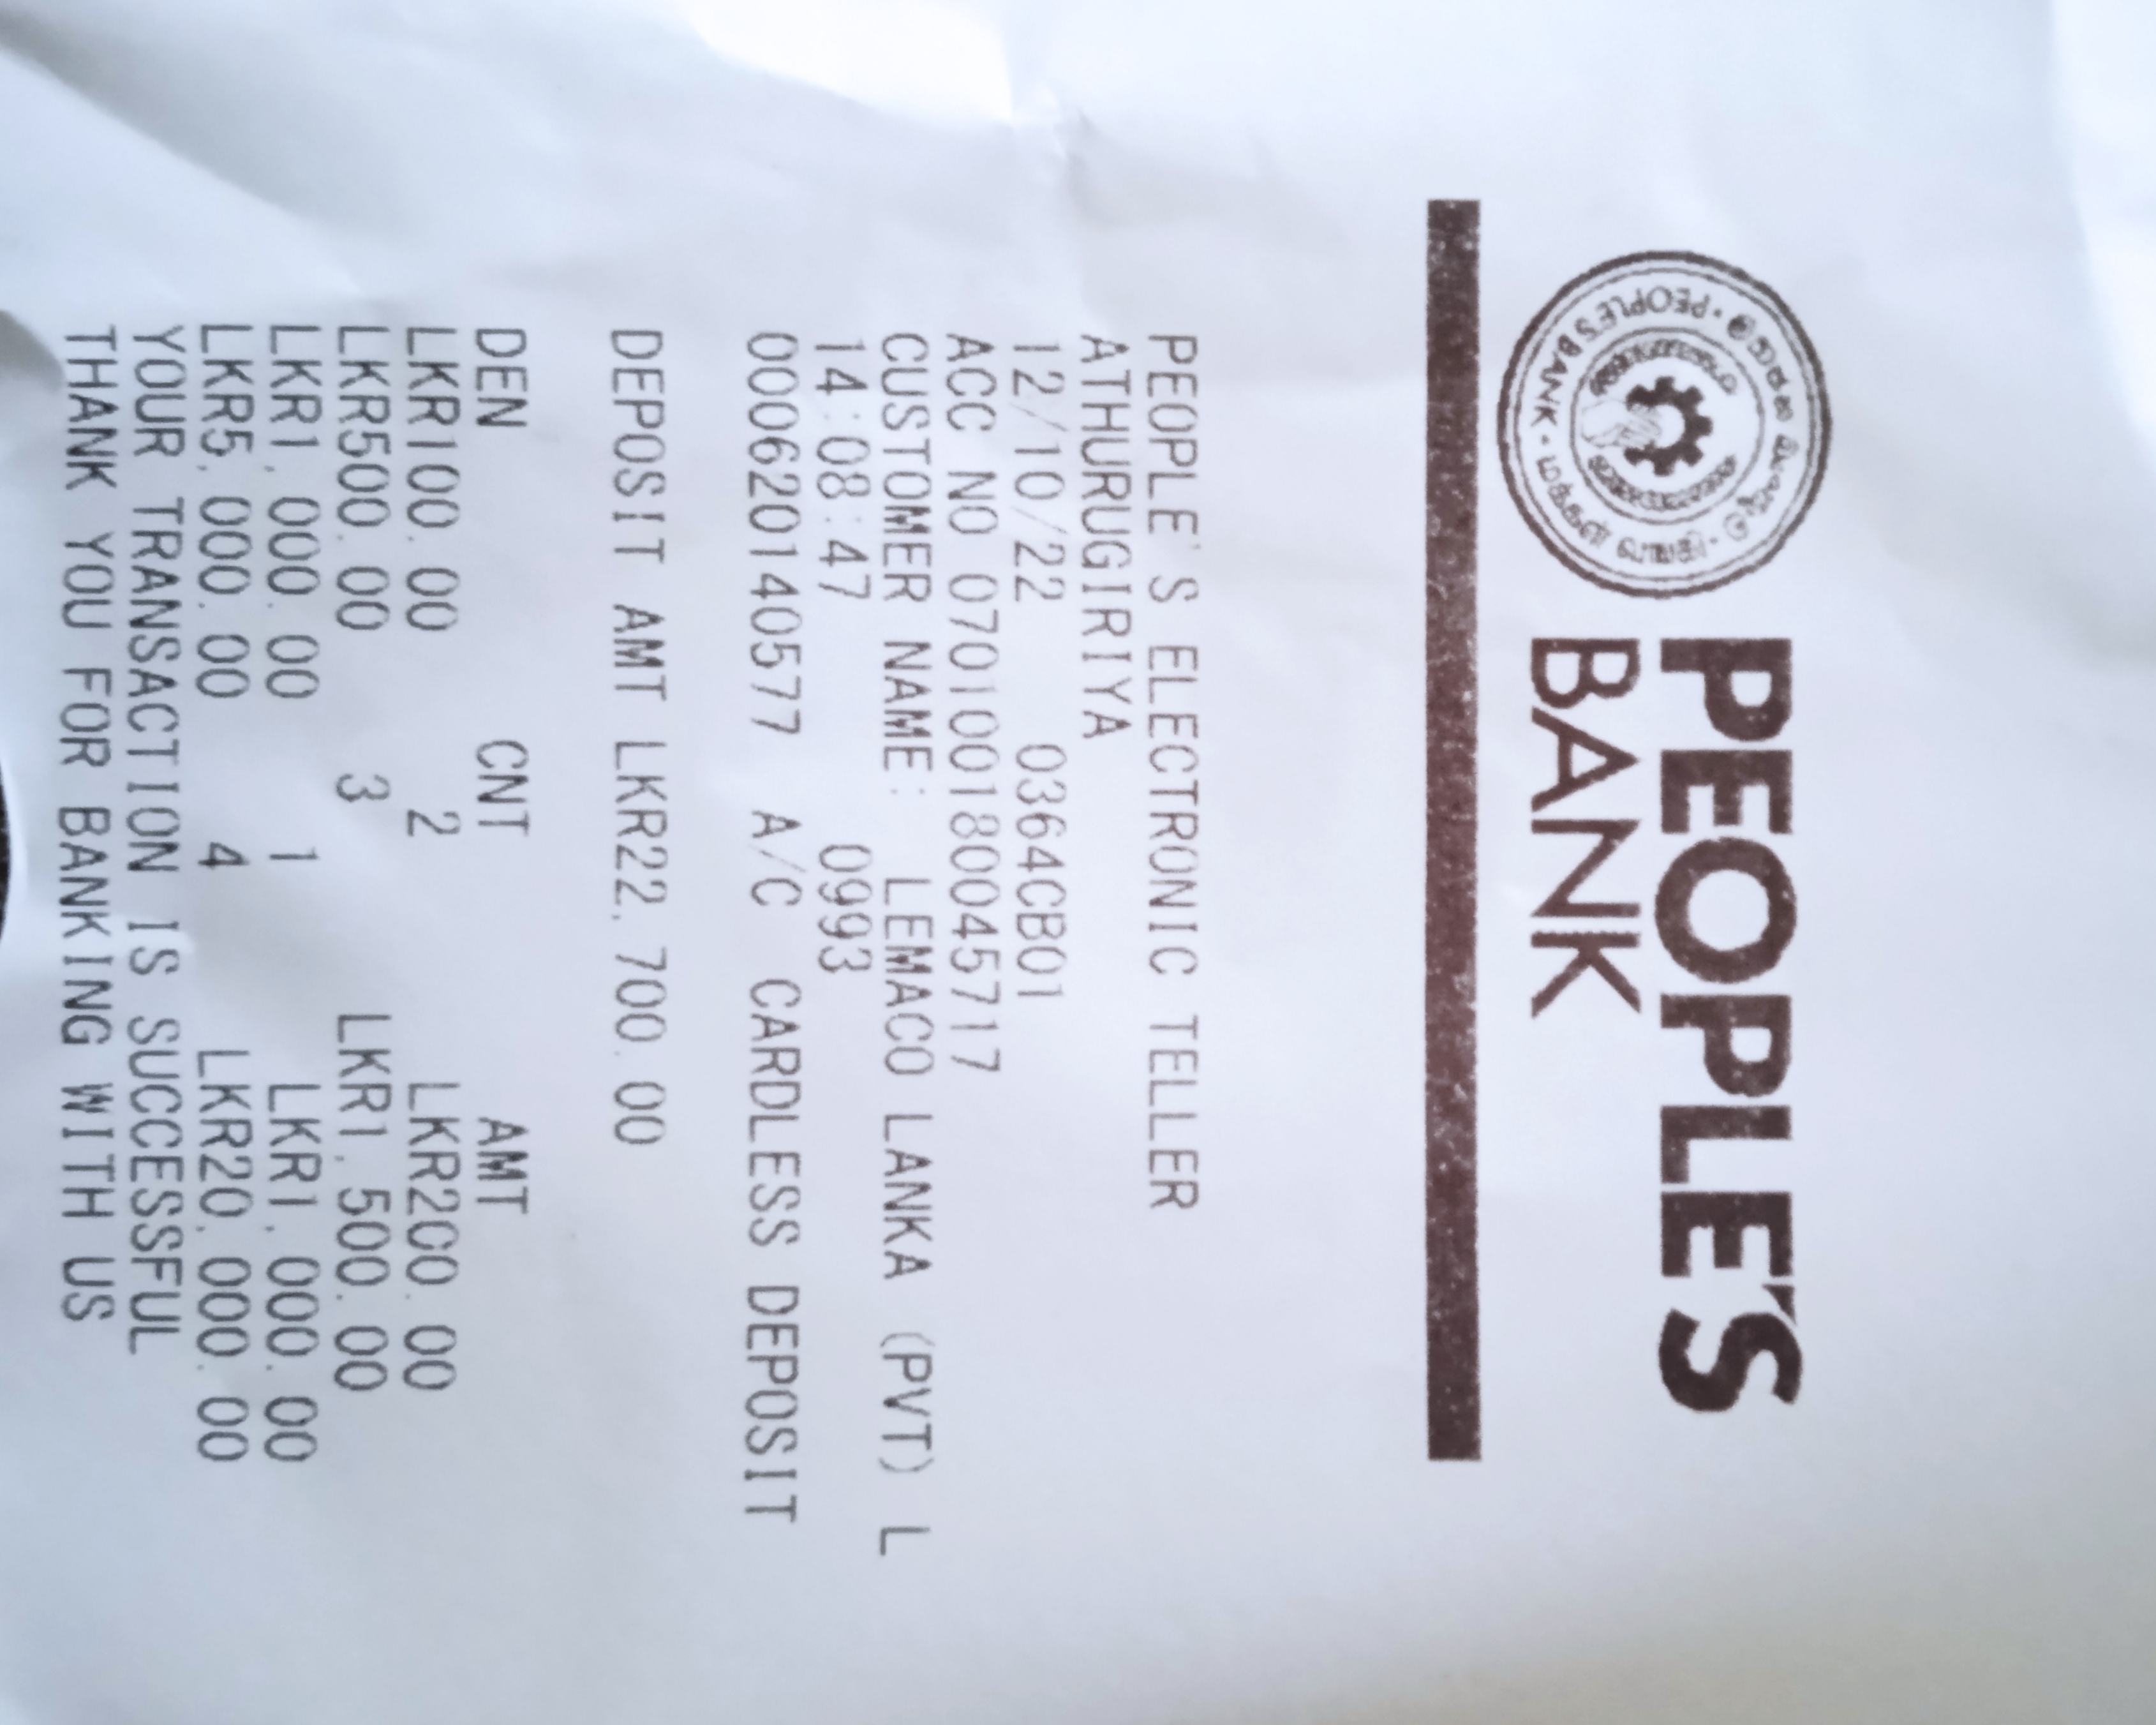 PEOPLE'S
BANK
PEOPLE'S BANK · மக்கள் வங்கி
PEOPLE'S ELECTRONIC TELLER
ATHURUGIRIYA
12/10/22 0364CB01
ACC NO 070100180045717
CUSTOMER NAME: LEMACO LANKA (PVT) L
14:08:47 0993
000620140577 A/C CARDLESS DEPOSIT
DEPOSIT AMT LKR22,700.00
DEN CNT AMT
LKR100.00 2 LKR200.00
LKR500.00 3 LKR1,500.00
LKR1,000.00 1 LKR1,000.00
LKR5,000.00 4 LKR20,000.00
YOUR TRANSACTION IS SUCCESSFUL
THANK YOU FOR BANKING WITH US